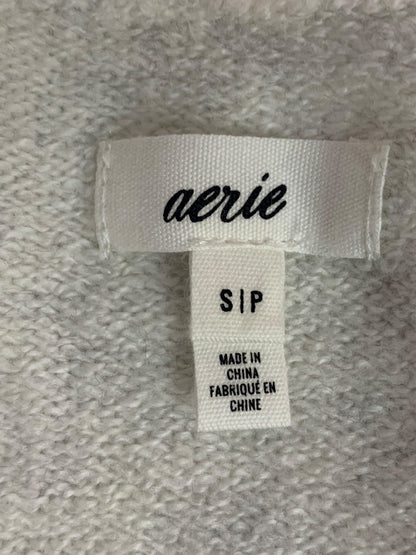 aerie
S|P
MADE IN
CHINA
FABRIQUÉ EN
CHINE